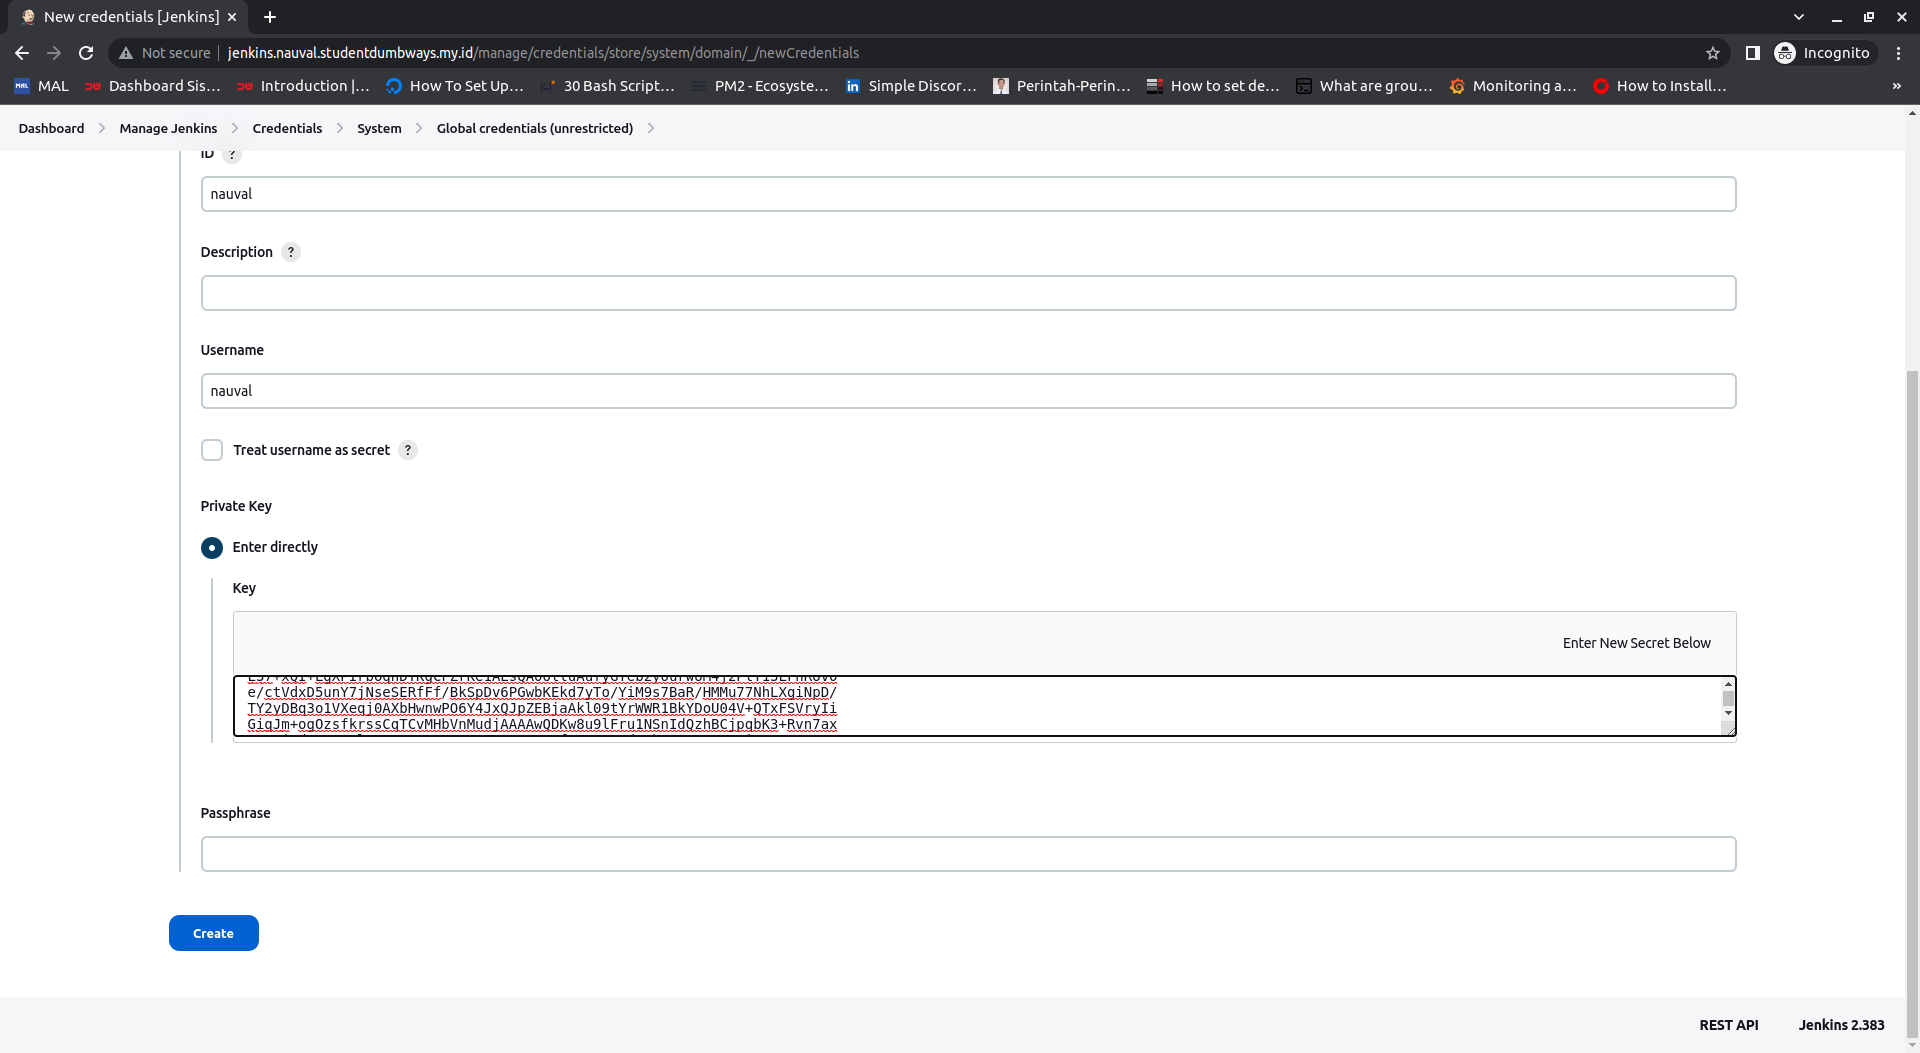 New credentials [Jenkins]
Not secure
jenkins.nauval.studentdumbways.my.id/manage/credentials/store/system/domain/_/newCredentials
Incognito
MAL
Dashboard Sis...
Introduction |...
How To Set Up...
30 Bash Script...
PM2 - Ecosyste...
Simple Discor...
Perintah-Perin...
How to set de...
What are grou...
Monitoring a...
How to Install...
»
Dashboard
Manage Jenkins
Credentials
System
Global credentials (unrestricted)
ID ?
nauval
Description ?
Username
nauval
Treat username as secret ?
Private Key
Enter directly
Key
Enter New Secret Below
e/ctVdxD5unY7jNseSERfFf/BkSpDv6PGwbKEkd7yTo/YiM9s7BaR/HMMu77NhLXgiNpD/
TY2yDBq3o1VXeqj0AXbHwnwPO6Y4JxQJpZEBjaAkl09tYrWWR1BkYDoU04V+QTxFSVryIi
GigJm+ogOzsfkrssCqTCvMHbVnMudjAAAAwQDKw8u9lFru1NSnIdQzhBCjpqbK3+Rvn7ax
Passphrase
Create
REST API
Jenkins 2.383